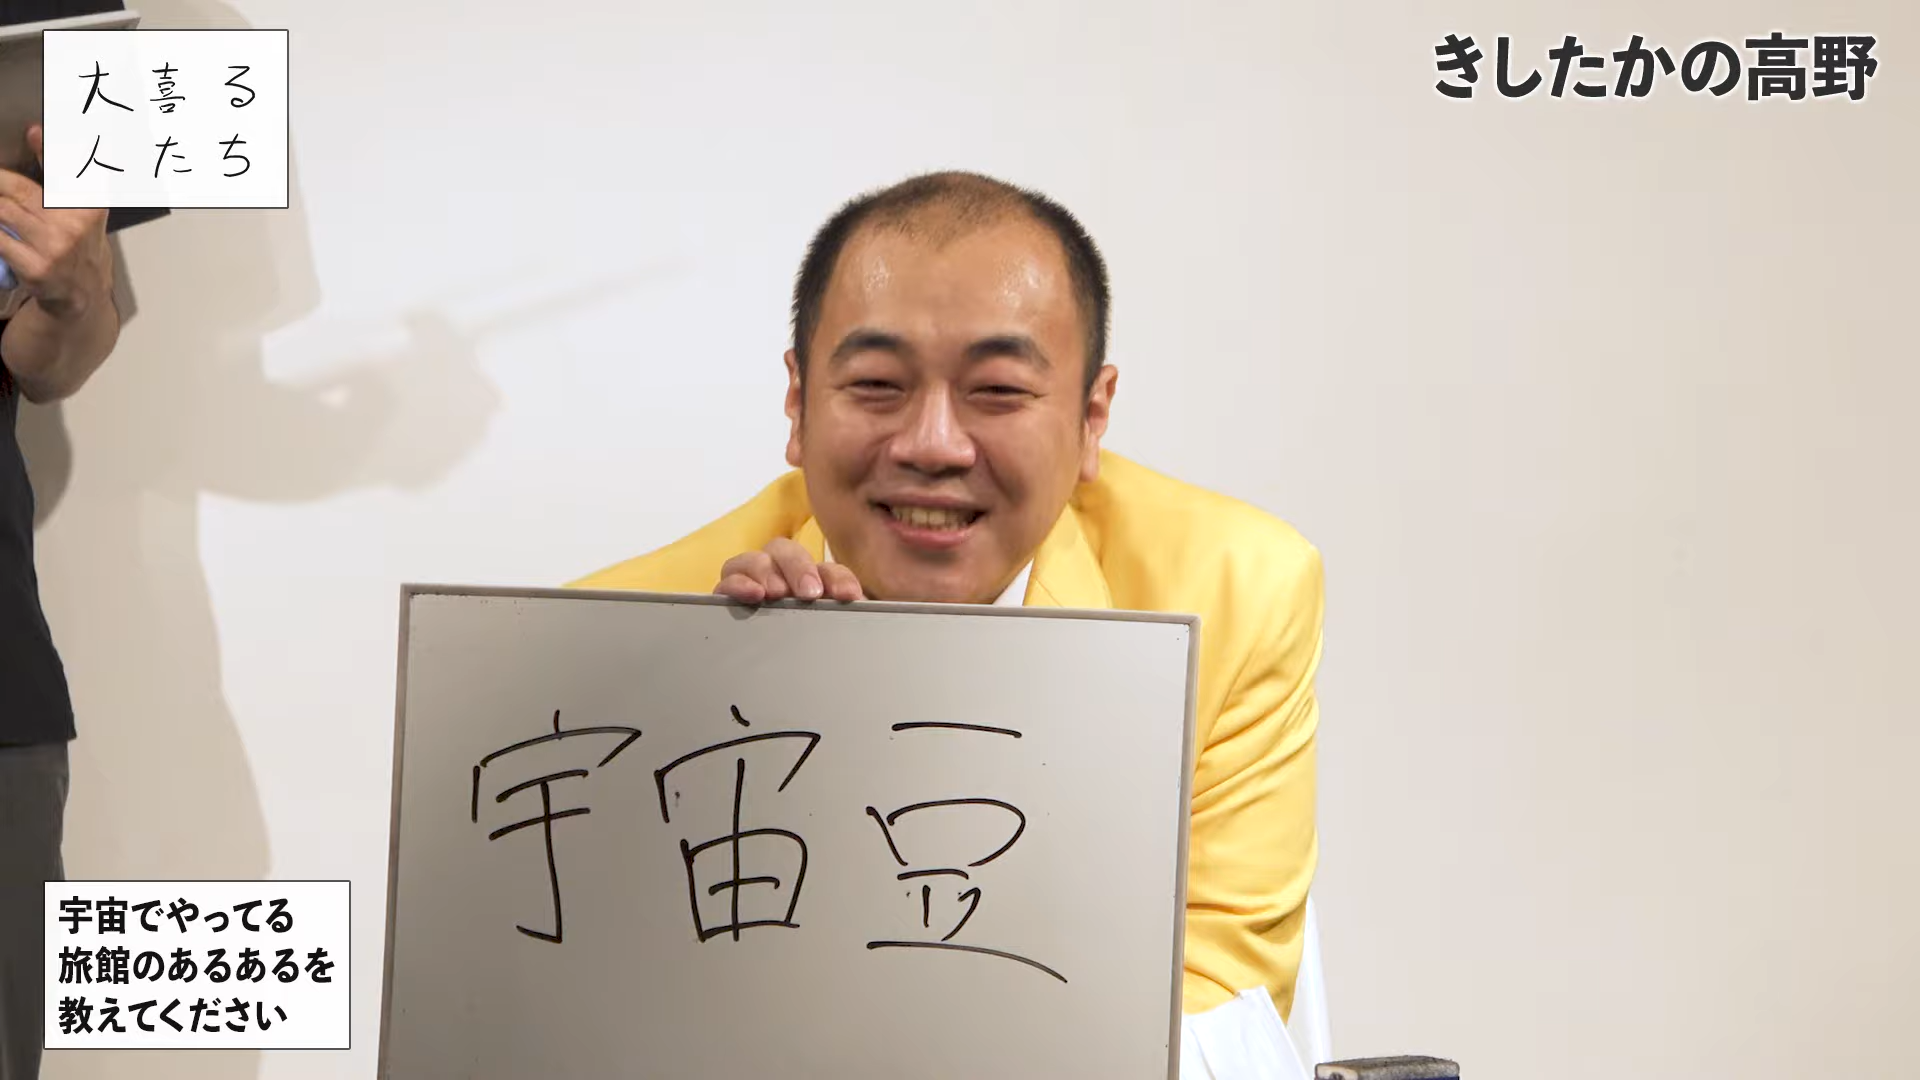 大喜る
人たち
きしたかの高野
宇宙豆
宇宙でやってる
旅館のあるあるを
教えてください